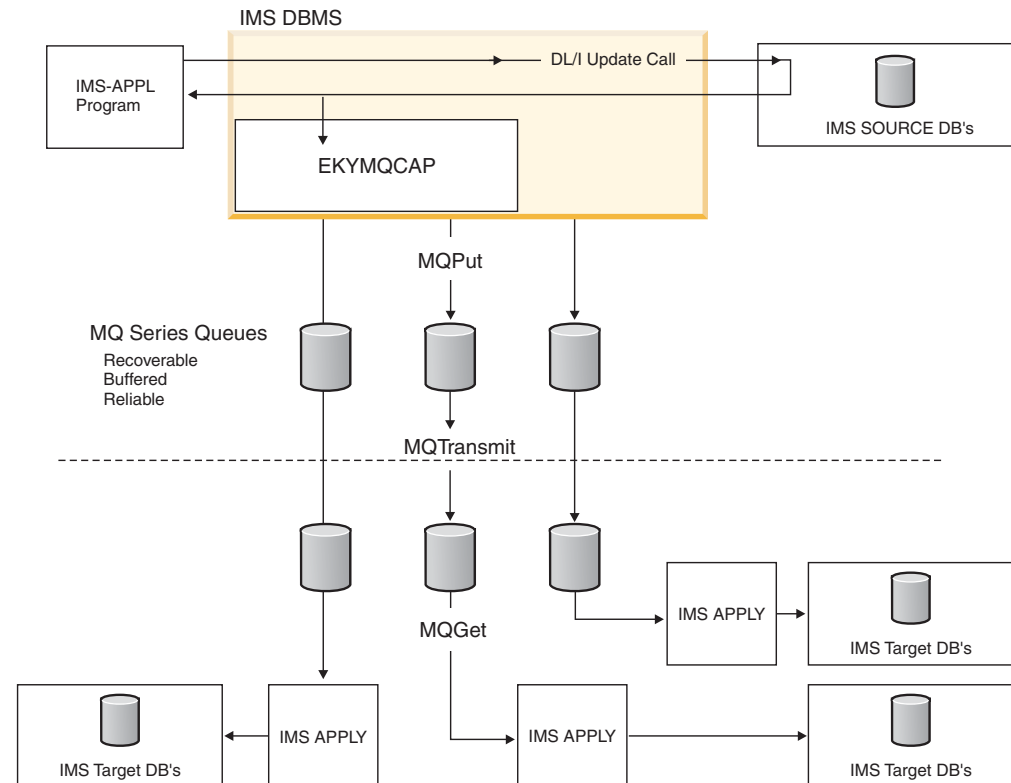 IMS DBMS
IMS-APPL
Program
DL/I Update Call
IMS SOURCE DB's
EKYMQCAP
MQPut
MQ Series Queues
Recoverable
Buffered
Reliable
MQTransmit
MQGet
IMS APPLY
IMS Target DB's
IMS Target DB's
IMS APPLY
IMS APPLY
IMS Target DB's